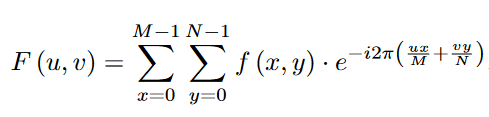 F(u, v) = \sum_{x=0}^{M-1} \sum_{y=0}^{N-1} f(x, y) \cdot e^{-i2\pi\left(\frac{ux}{M}+\frac{vy}{N}\right)}